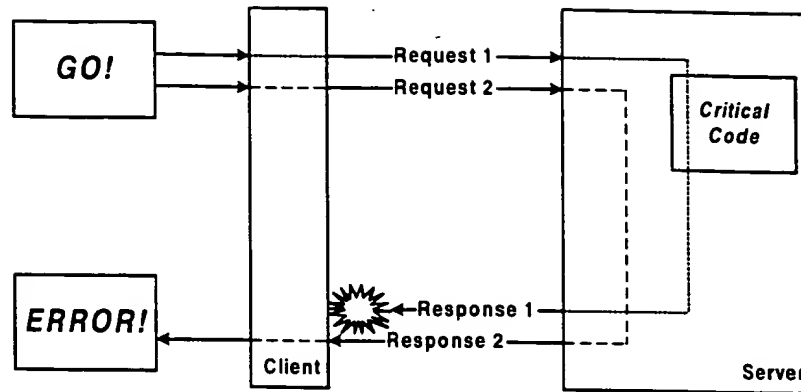 GO!
Request 1
Request 2
Critical
Code
ERROR!
Response 1
Response 2
Client
Server